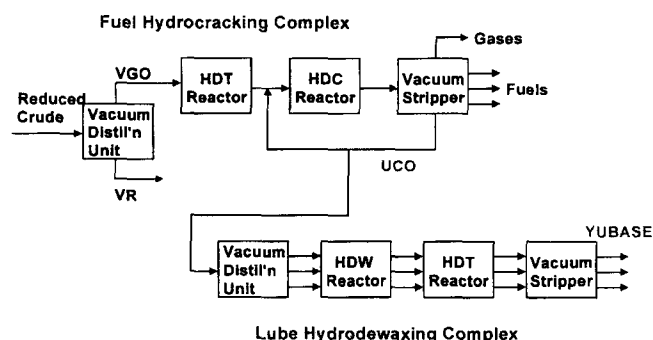 Fuel Hydrocracking Complex
Gases
VGO
HDT
Reactor
HDC
Reactor
Vacuum
Stripper
Fuels
Reduced
Crude
Vacuum
Distil'n
Unit
VR
UCO
YUBASE
Vacuum
Distil'n
Unit
HDW
Reactor
HDT
Reactor
Vacuum
Stripper
Lube Hydrodewaxing Complex